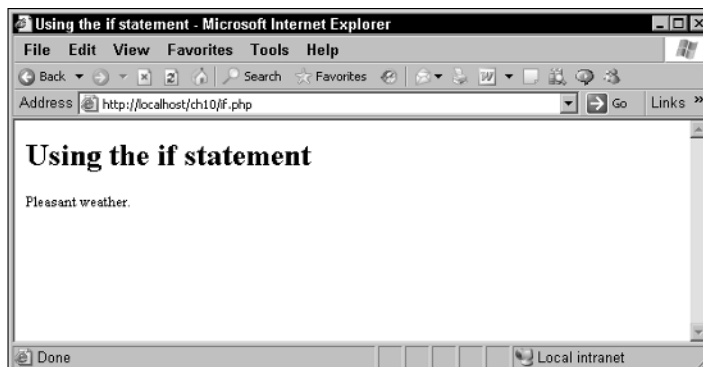 Using the if statement - Microsoft Internet Explorer
File Edit View Favorites Tools Help
Back Search Favorites
Address http://localhost/ch10/if.php Go Links »
Using the if statement
Pleasant weather.
Done Local intranet